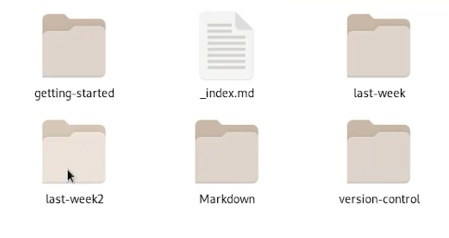 getting-started
_index.md
last-week
last-week2
Markdown
version-control